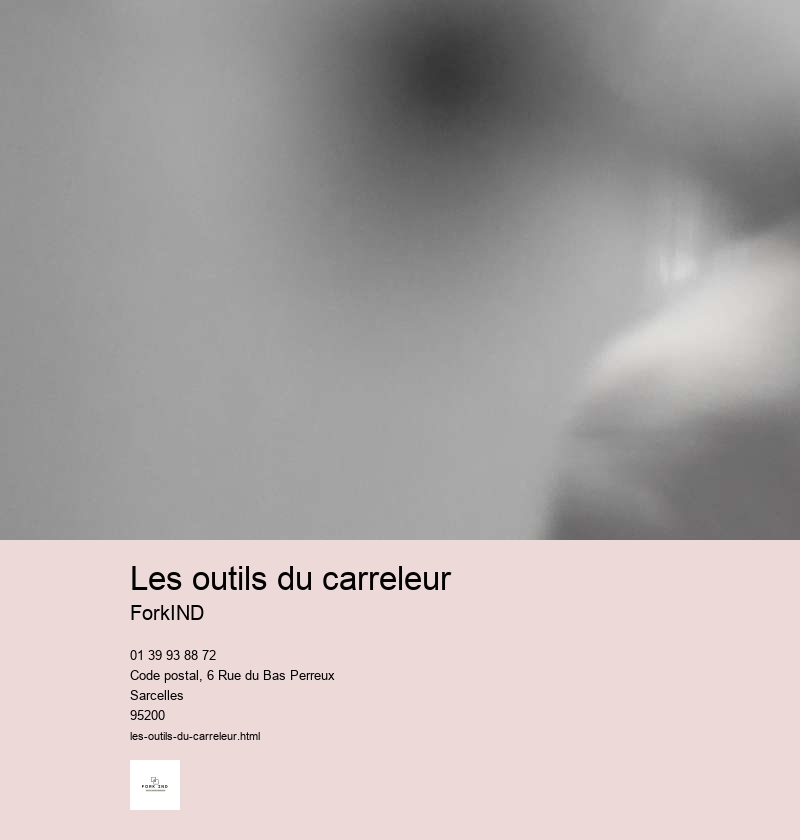 Les outils du carreleur
ForkIND
01 39 93 88 72
Code postal, 6 Rue du Bas Perreux
Sarcelles
95200
les-outils-du-carreleur.html
FORK IND